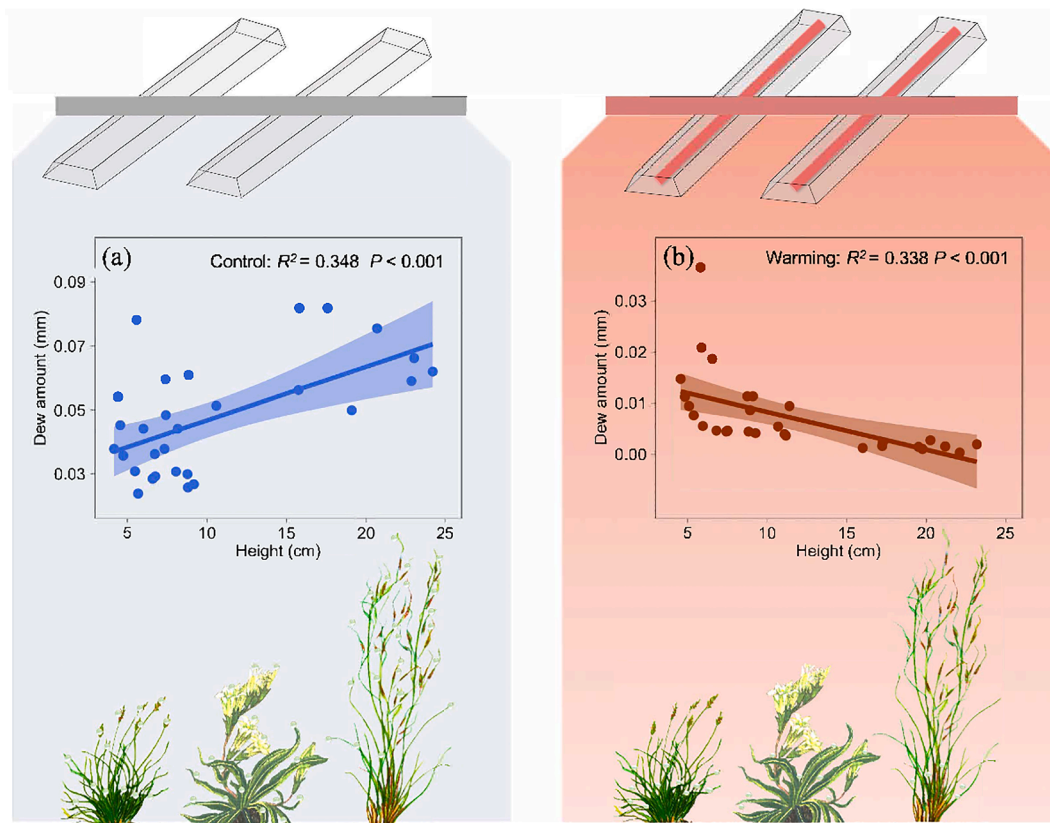 (a)
Control: R² = 0.348 P < 0.001
0.09
0.07
0.05
0.03
Dew amount (mm)
5 10 15 20 25
Height (cm)
(b)
Warming: R² = 0.338 P < 0.001
0.03
0.02
0.01
0.00
Dew amount (mm)
5 10 15 20 25
Height (cm)